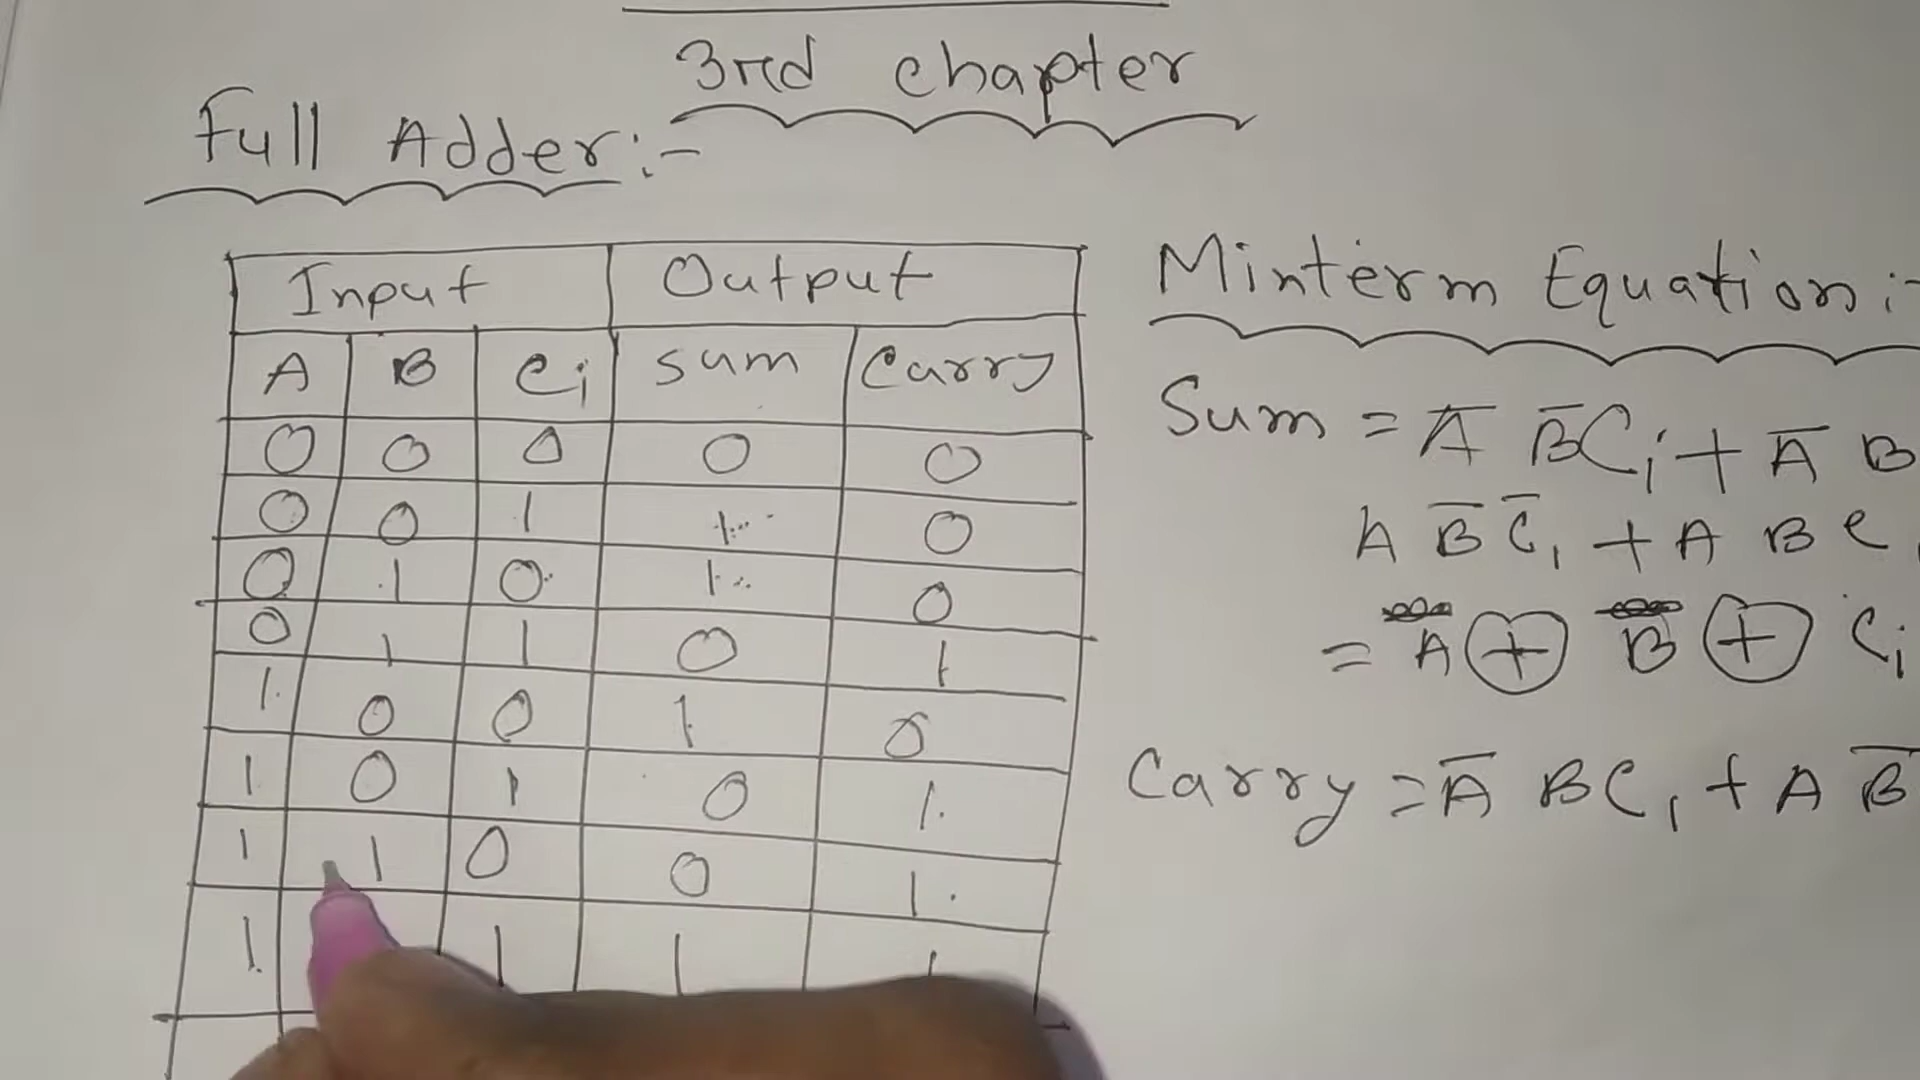 3rd chapter
Full Adder:-
Input Output
A B Ci Sum Carry
0 0 0 0 0
0 0 1 1 0
0 1 0 1 0
0 1 1 0 1
1 0 0 1 0
1 0 1 0 1
1 1 0 0 1
1 1 1 1
Minterm Equation:-
Sum = A̅ B̅Ci + A̅ B
A B̅ C̅i + A B C
= A ⊕ B ⊕ Ci
Carry = A̅ BCi + A B̅